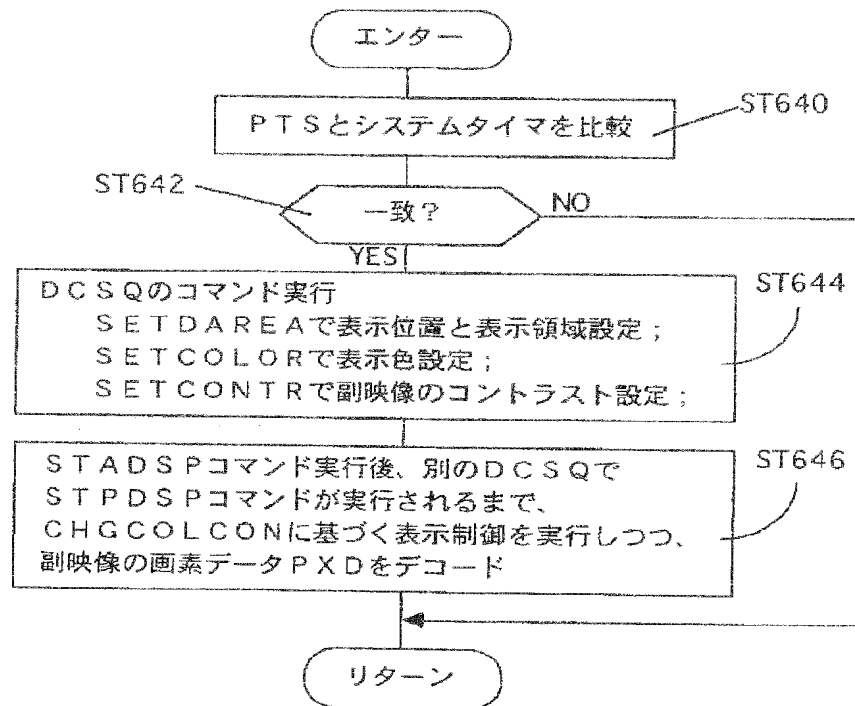 エンター
PTSとシステムタイマを比較
ST640
ST642
一致?
NO
YES
DCSQのコマンド実行
SETDAREAで表示位置と表示領域設定;
SETCOLORで表示色設定;
SETCONTRで副映像のコントラスト設定;
ST644
STADSPコマンド実行後、別のDCSQで
STPDSPコマンドが実行されるまで、
CHGCOLCONに基づく表示制御を実行しつつ、
副映像の画素データPXDをデコード
ST646
リターン